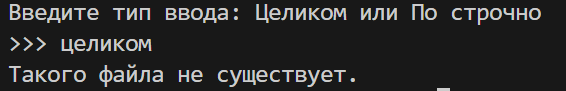 Введите тип ввода: Целиком или По строчно
>>> целиком
Такого файла не существует.